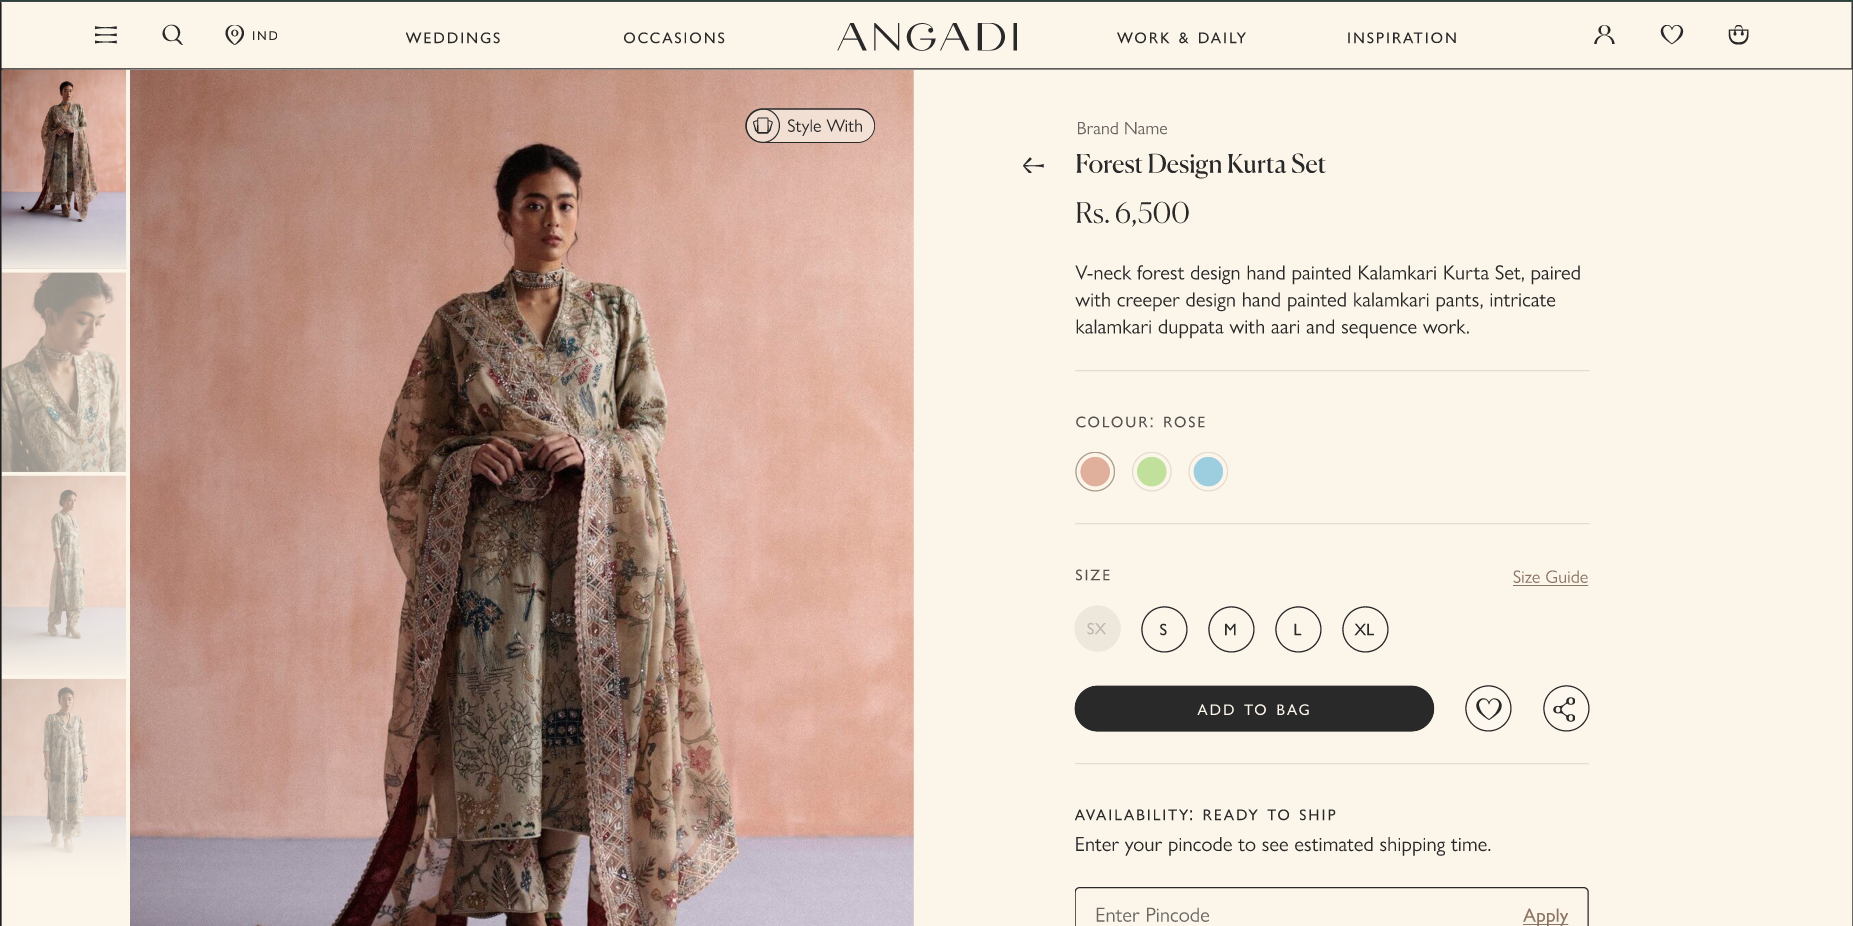 IND
WEDDINGS
OCCASIONS
ANGADI
WORK & DAILY
INSPIRATION
Style With
Brand Name
Forest Design Kurta Set
Rs. 6,500
V-neck forest design hand painted Kalamkari Kurta Set, paired
with creeper design hand painted kalamkari pants, intricate
kalamkari duppata with aari and sequence work.
COLOUR: ROSE
SIZE
Size Guide
SX
S
M
L
XL
ADD TO BAG
AVAILABILITY: READY TO SHIP
Enter your pincode to see estimated shipping time.
Enter Pincode
Apply